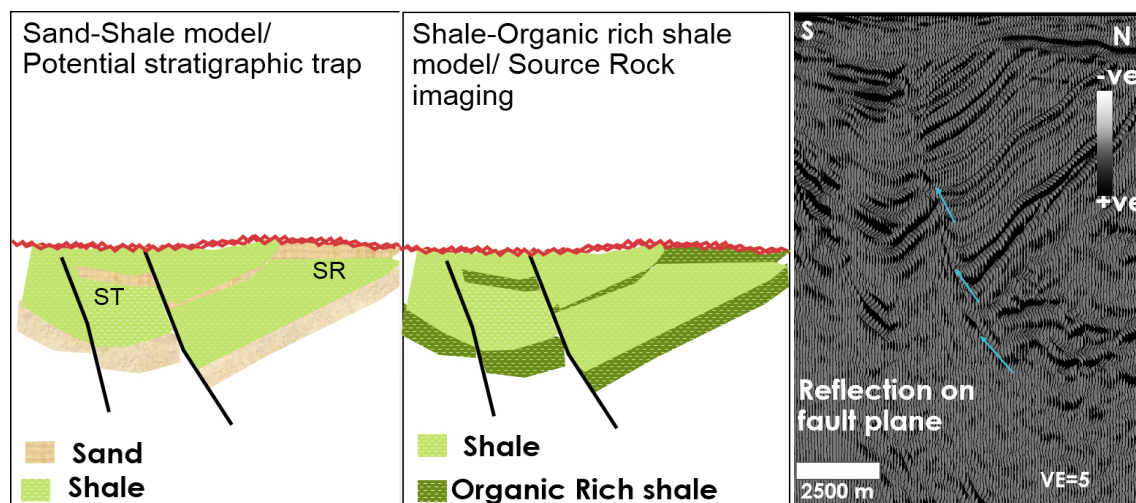 Sand-Shale model/
Potential stratigraphic trap
ST
SR
Sand
Shale
Shale-Organic rich shale
model/ Source Rock
imaging
Shale
Organic Rich shale
S
N
-ve
+ve
Reflection on
fault plane
2500 m
VE=5